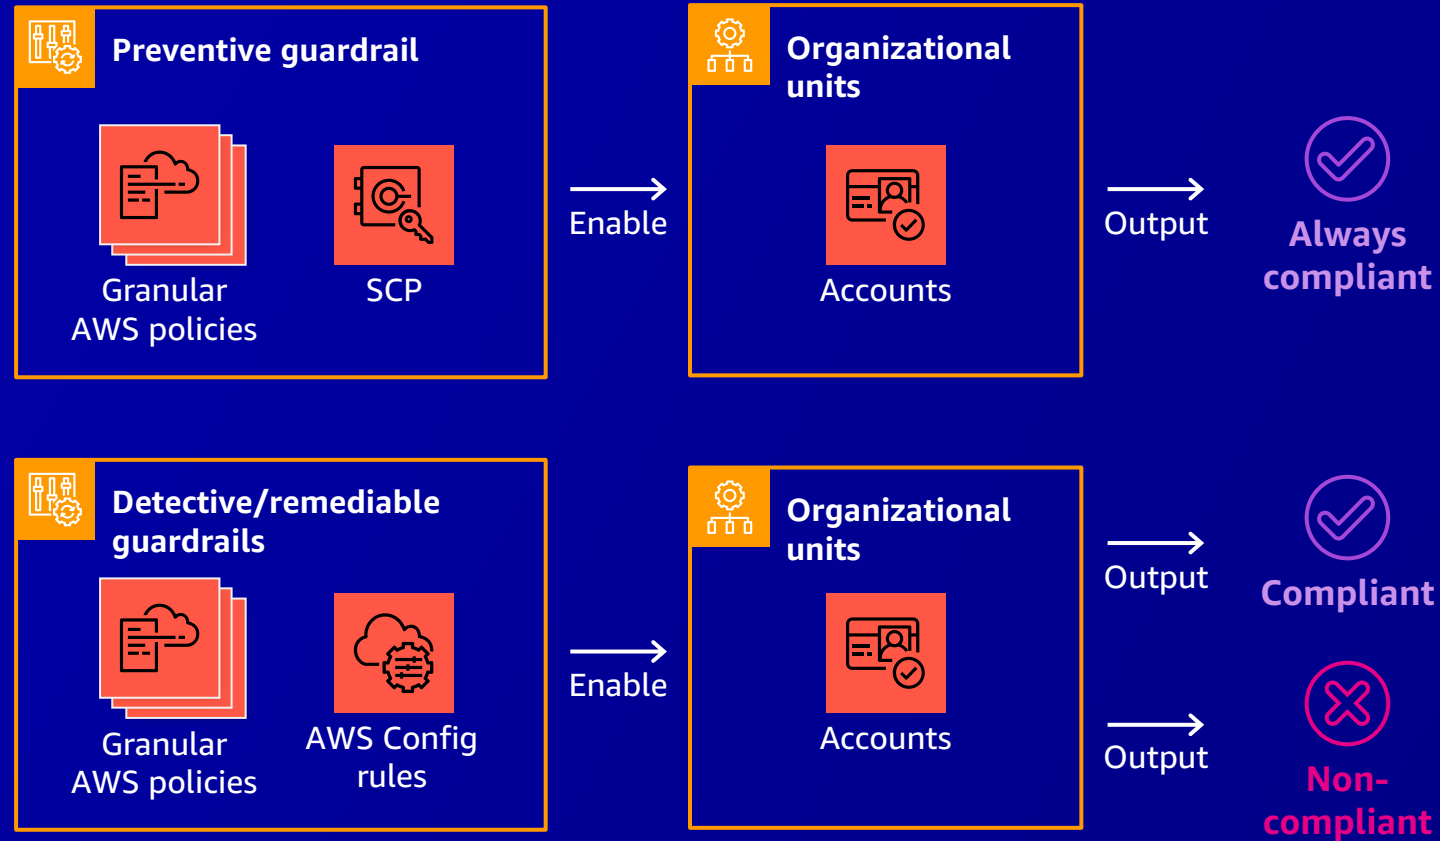 Preventive guardrail
Granular
AWS policies
SCP
Enable
Organizational
units
Accounts
Output
Always
compliant
Detective/remediable
guardrails
Granular
AWS policies
AWS Config
rules
Enable
Organizational
units
Accounts
Output
Compliant
Output
Non-
compliant